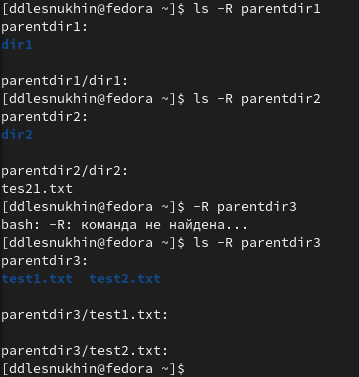 [ddlesnukhin@fedora ~]$ ls -R parentdir1
parentdir1:
dir1
parentdir1/dir1:
[ddlesnukhin@fedora ~]$ ls -R parentdir2
parentdir2:
dir2
parentdir2/dir2:
tes21.txt
[ddlesnukhin@fedora ~]$ -R parentdir3
bash: -R: команда не найдена...
[ddlesnukhin@fedora ~]$ ls -R parentdir3
parentdir3:
test1.txt  test2.txt
parentdir3/test1.txt:
parentdir3/test2.txt:
[ddlesnukhin@fedora ~]$